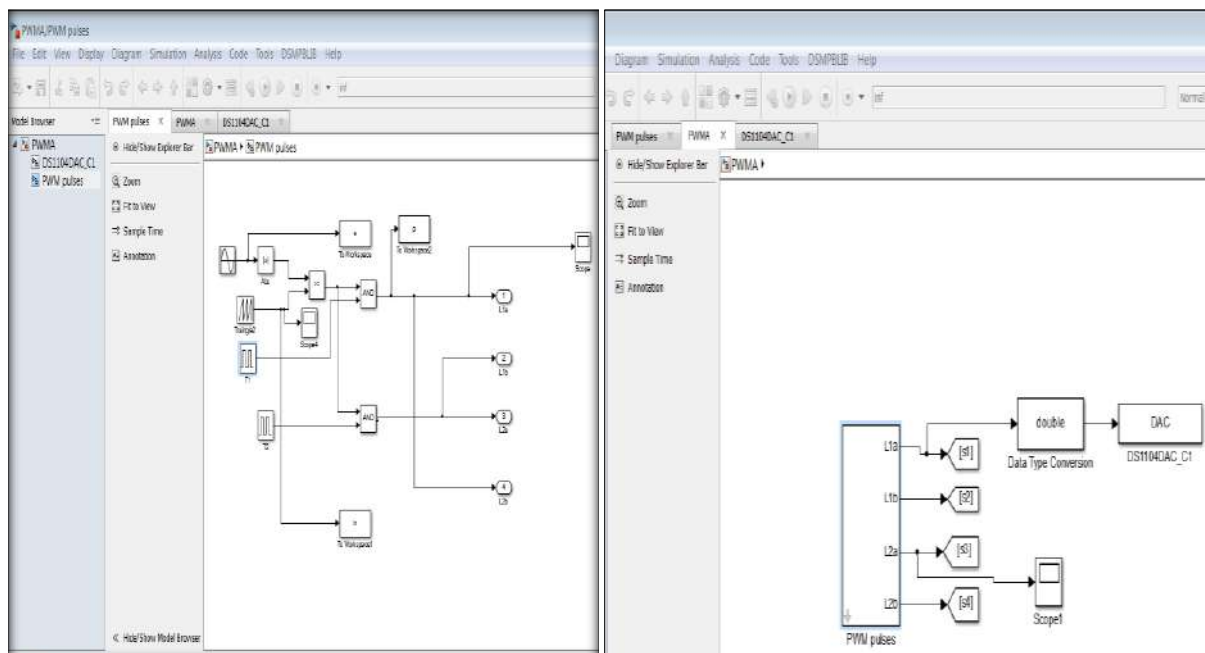 PWMA/PWM pulses
File Edit View Display Diagram Simulation Analysis Code Tools DSMPBLIB Help
inf
Model Browser
PWM pulses × PWMA × DS1104DAC_C1 ×
PWMA
DS1104DAC_C1
PWM pulses
Hide/Show Explorer Bar
PWMA PWM pulses
Zoom
Fit to View
Sample Time
Annotation
To Workspace
To Workspace2
Scope
|u|
Abs
>=
AND
1
L1a
Scope4
2
L1b
AND
3
L2a
4
L2b
To Workspace1
Hide/Show Model Browser
Diagram Simulation Analysis Code Tools DSMPBLIB Help
inf
Normal
PWM pulses × PWMA × DS1104DAC_C1 ×
Hide/Show Explorer Bar
PWMA
Zoom
Fit to View
Sample Time
Annotation
L1a
[s1]
double
Data Type Conversion
DAC
DS1104DAC_C1
L1b
[s2]
L2a
[s3]
L2b
[s4]
Scope1
PWM pulses